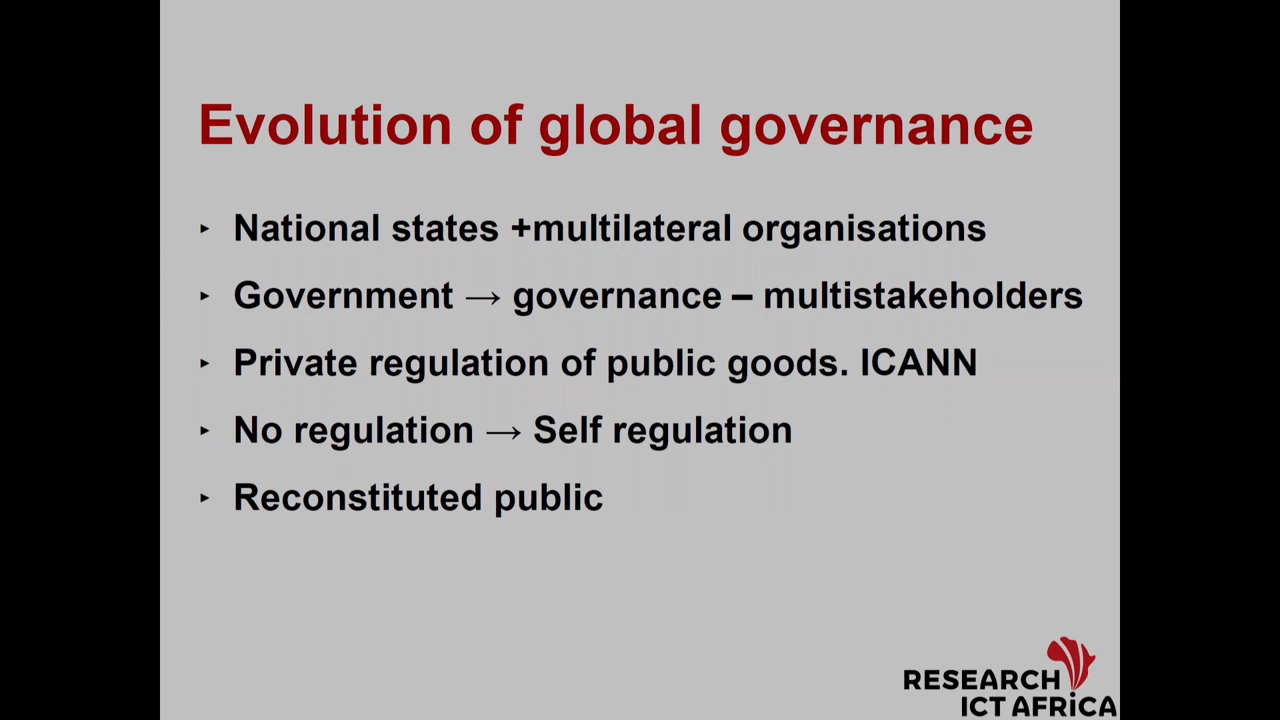 Evolution of global governance
‣ National states +multilateral organisations
‣ Government → governance – multistakeholders
‣ Private regulation of public goods. ICANN
‣ No regulation → Self regulation
‣ Reconstituted public
RESEARCH
ICT AFRICA